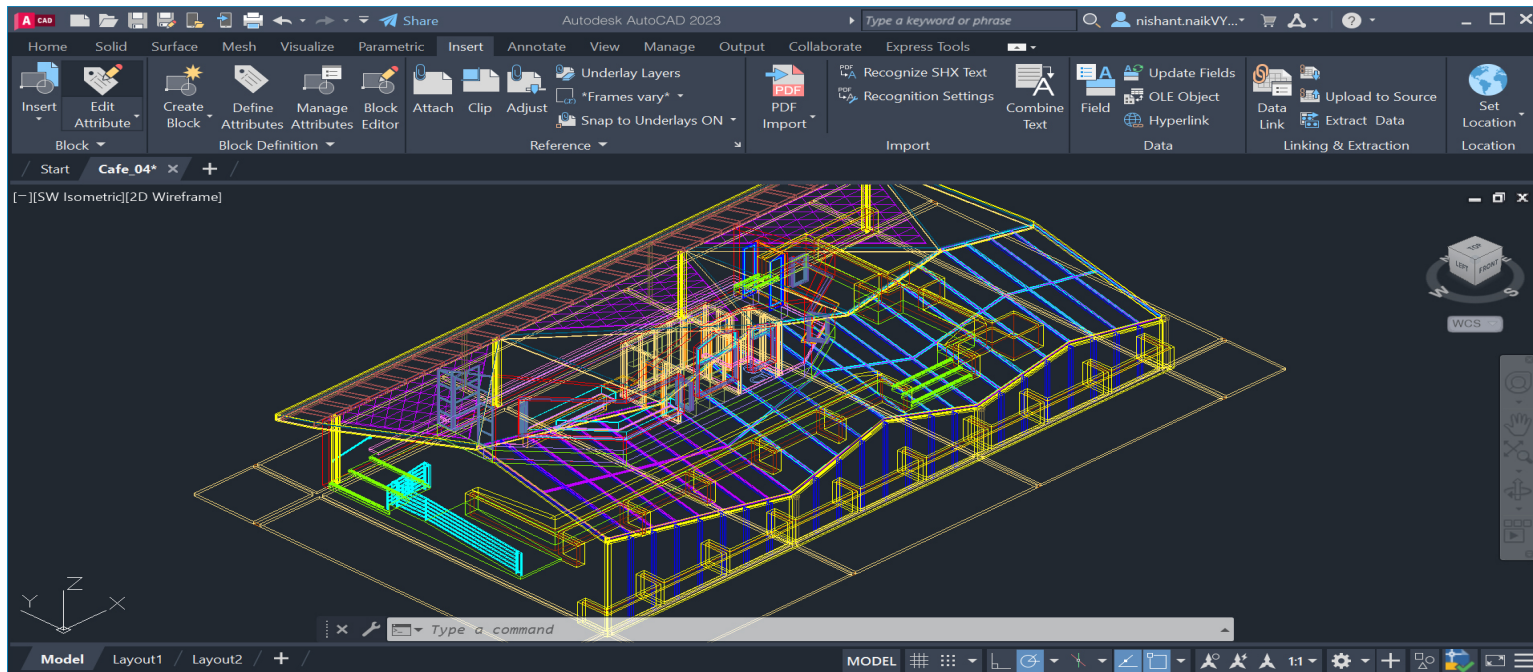 A CAD Share Autodesk AutoCAD 2023 Type a keyword or phrase nishant.naikVY...
Home Solid Surface Mesh Visualize Parametric Insert Annotate View Manage Output Collaborate Express Tools
Insert
Edit
Attribute
Block
Create
Block
Define
Attributes
Manage
Attributes
Block
Editor
Block Definition
Attach
Clip
Adjust
Underlay Layers
*Frames vary*
Snap to Underlays ON
Reference
PDF
PDF
Import
PDF A Recognize SHX Text
PDF A Recognition Settings
A
A
Combine
Text
Import
A
Field
Update Fields
OLE Object
Hyperlink
Data
Data
Link
Upload to Source
Extract Data
Linking & Extraction
Set
Location
Location
Start Cafe_04* +
[−][SW Isometric][2D Wireframe]
TOP
LEFT FRONT
W S
WCS
Z
Y X
Type a command
Model Layout1 Layout2 +
MODEL 1:1